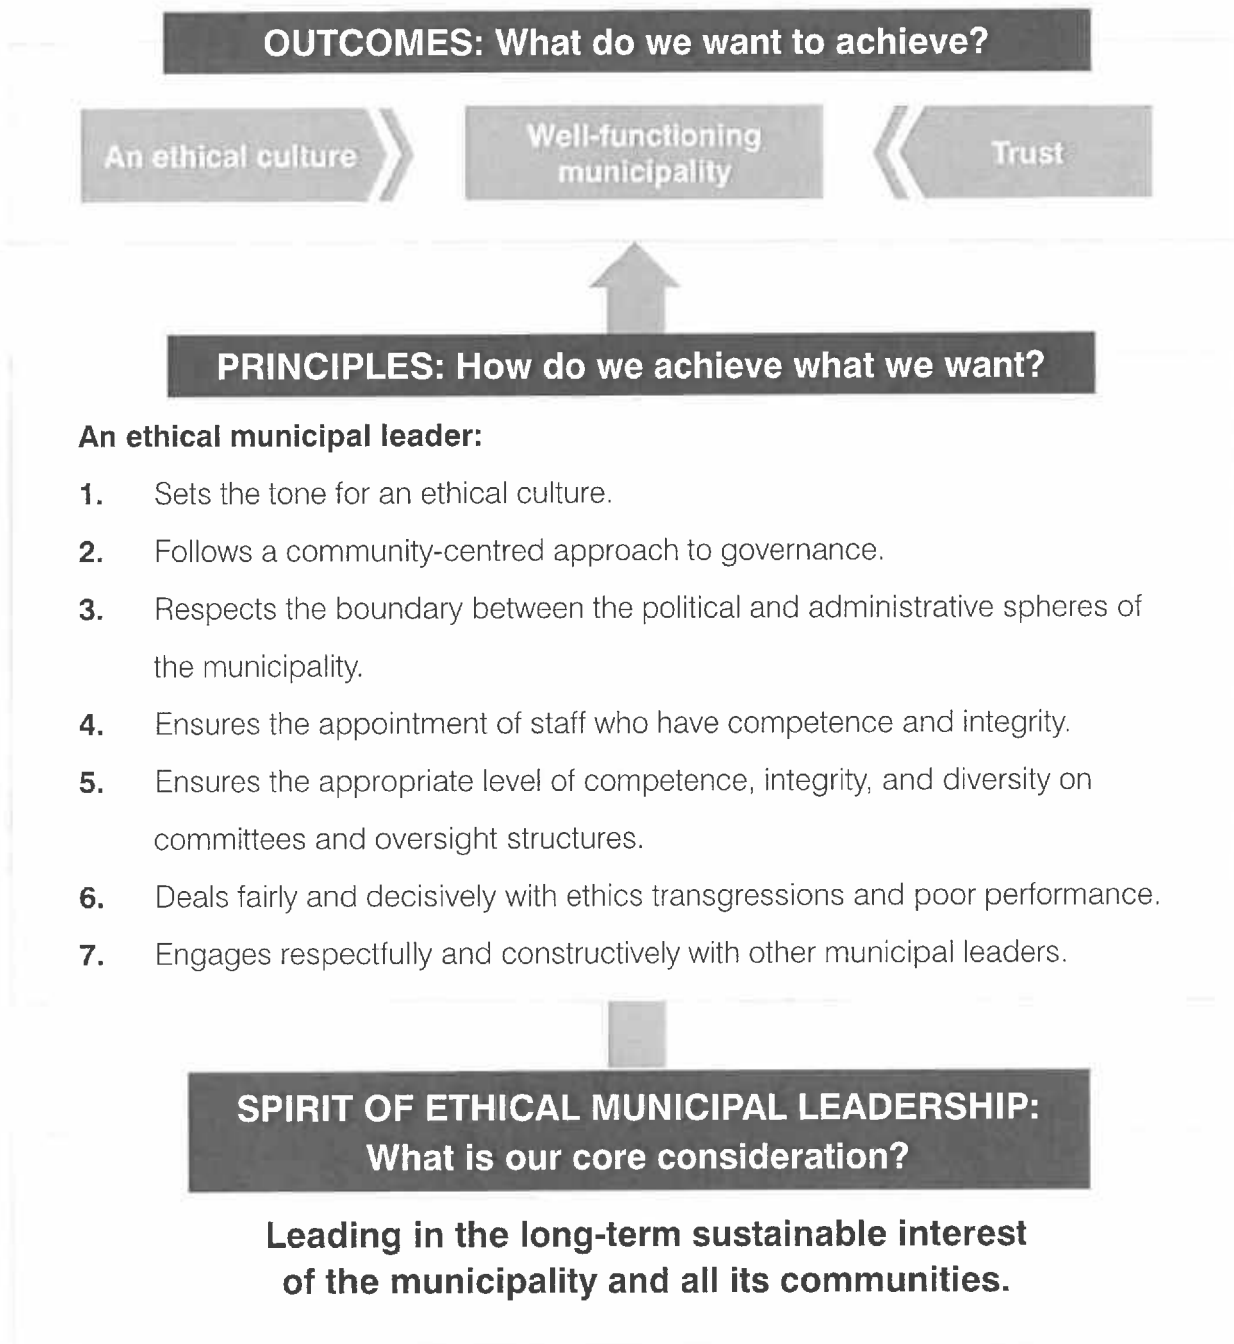 OUTCOMES: What do we want to achieve?
An ethical culture
Well-functioning
municipality
Trust
PRINCIPLES: How do we achieve what we want?
An ethical municipal leader:
1. Sets the tone for an ethical culture.
2. Follows a community-centred approach to governance.
3. Respects the boundary between the political and administrative spheres of
the municipality.
4. Ensures the appointment of staff who have competence and integrity.
5. Ensures the appropriate level of competence, integrity, and diversity on
committees and oversight structures.
6. Deals fairly and decisively with ethics transgressions and poor performance.
7. Engages respectfully and constructively with other municipal leaders.
SPIRIT OF ETHICAL MUNICIPAL LEADERSHIP:
What is our core consideration?
Leading in the long-term sustainable interest
of the municipality and all its communities.